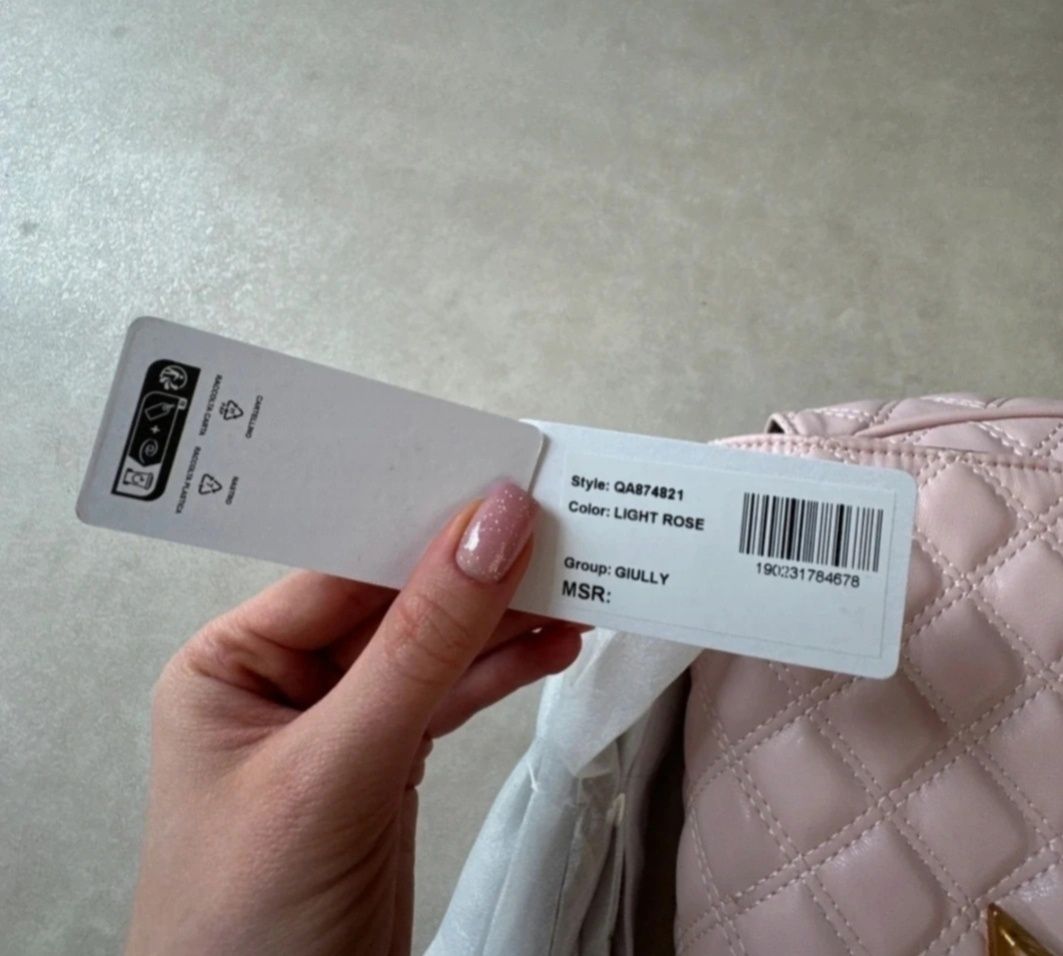 CARTELLINO
RACCOLTA CARTA
NASTRO
RACCOLTA PLASTICA
Style: QA874821
Color: LIGHT ROSE
Group: GIULLY
MSR:
190231784678